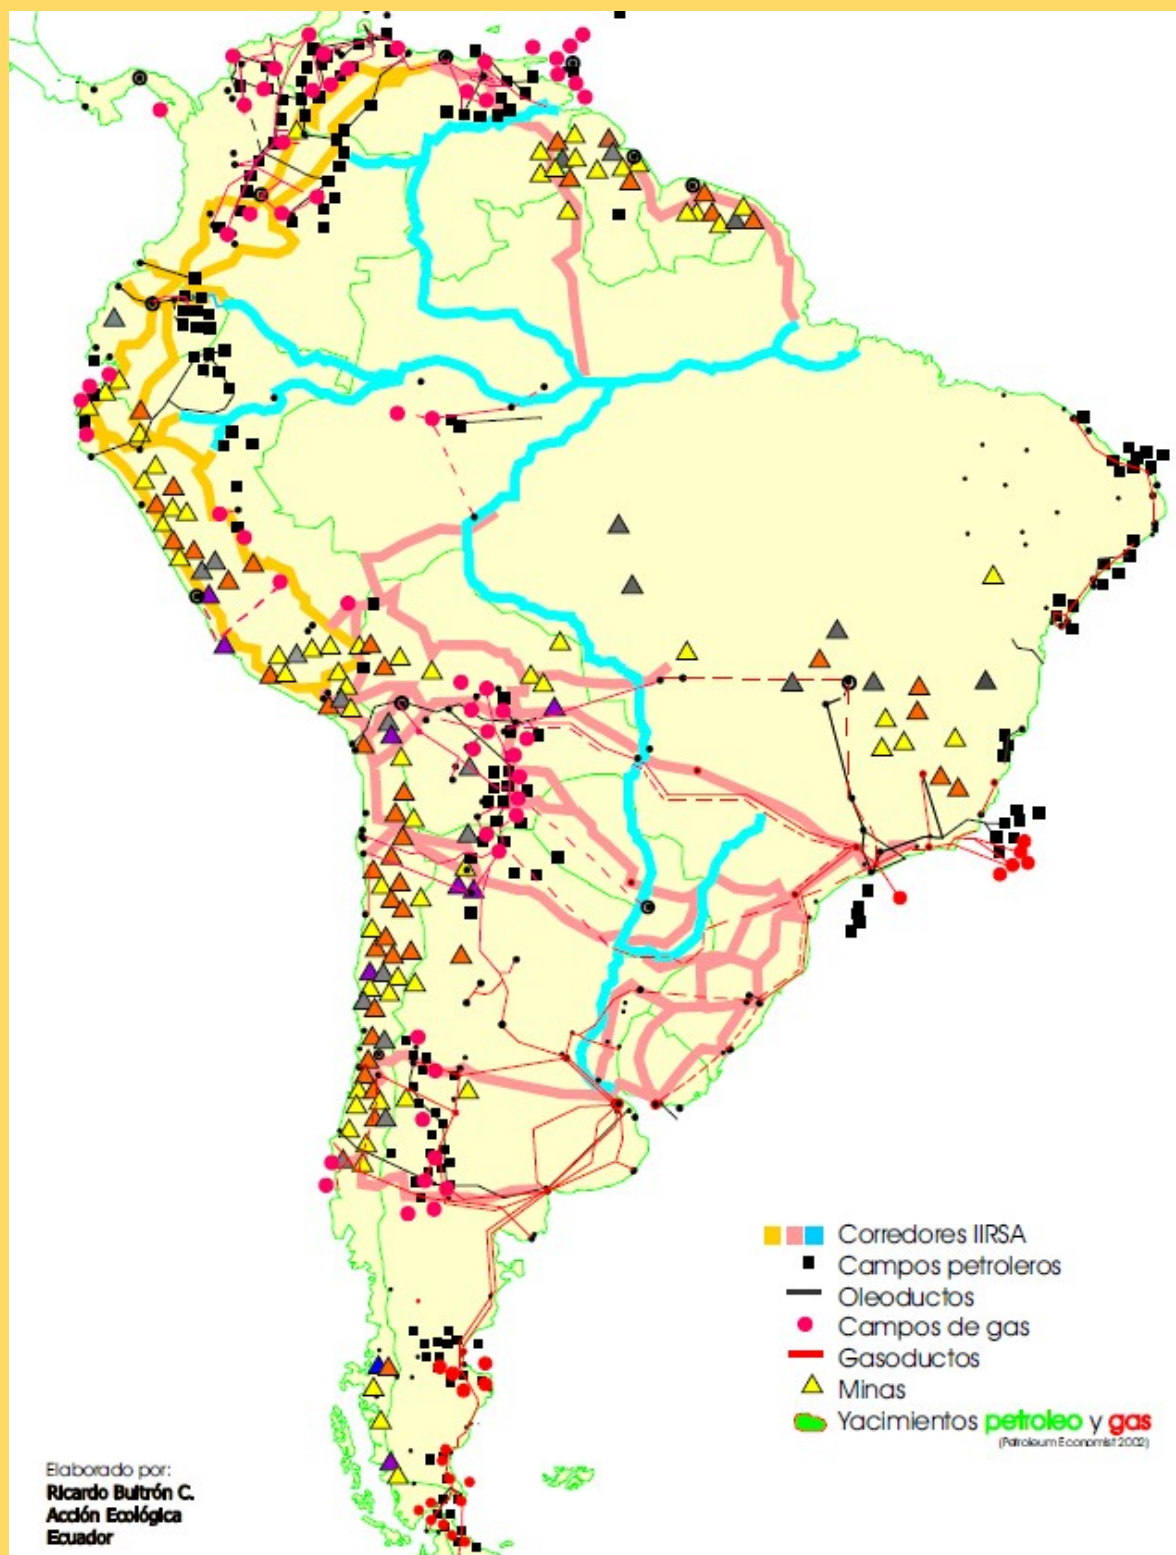 Corredores IIRSA
Campos petroleros
Oleoductos
Campos de gas
Gasoductos
Minas
Yacimientos petroleo y gas
(Petroleum Economist 2002)
Elaborado por:
Ricardo Buitrón C.
Acción Ecológica
Ecuador